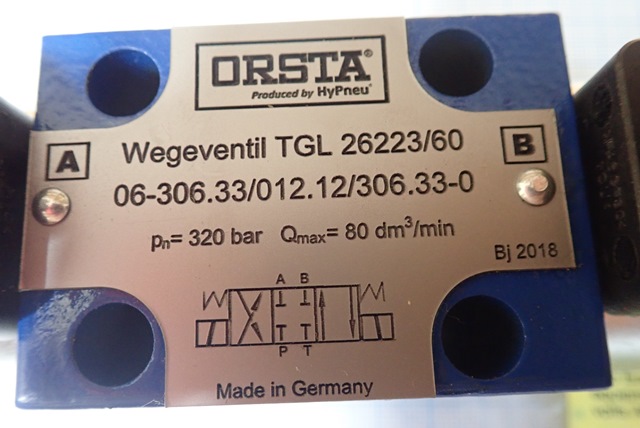 ORSTA®
Produced by HyPneu
A
B
Wegeventil TGL 26223/60
06-306.33/012.12/306.33-0
pn= 320 bar Qmax= 80 dm³/min
Bj 2018
A B
P T
Made in Germany